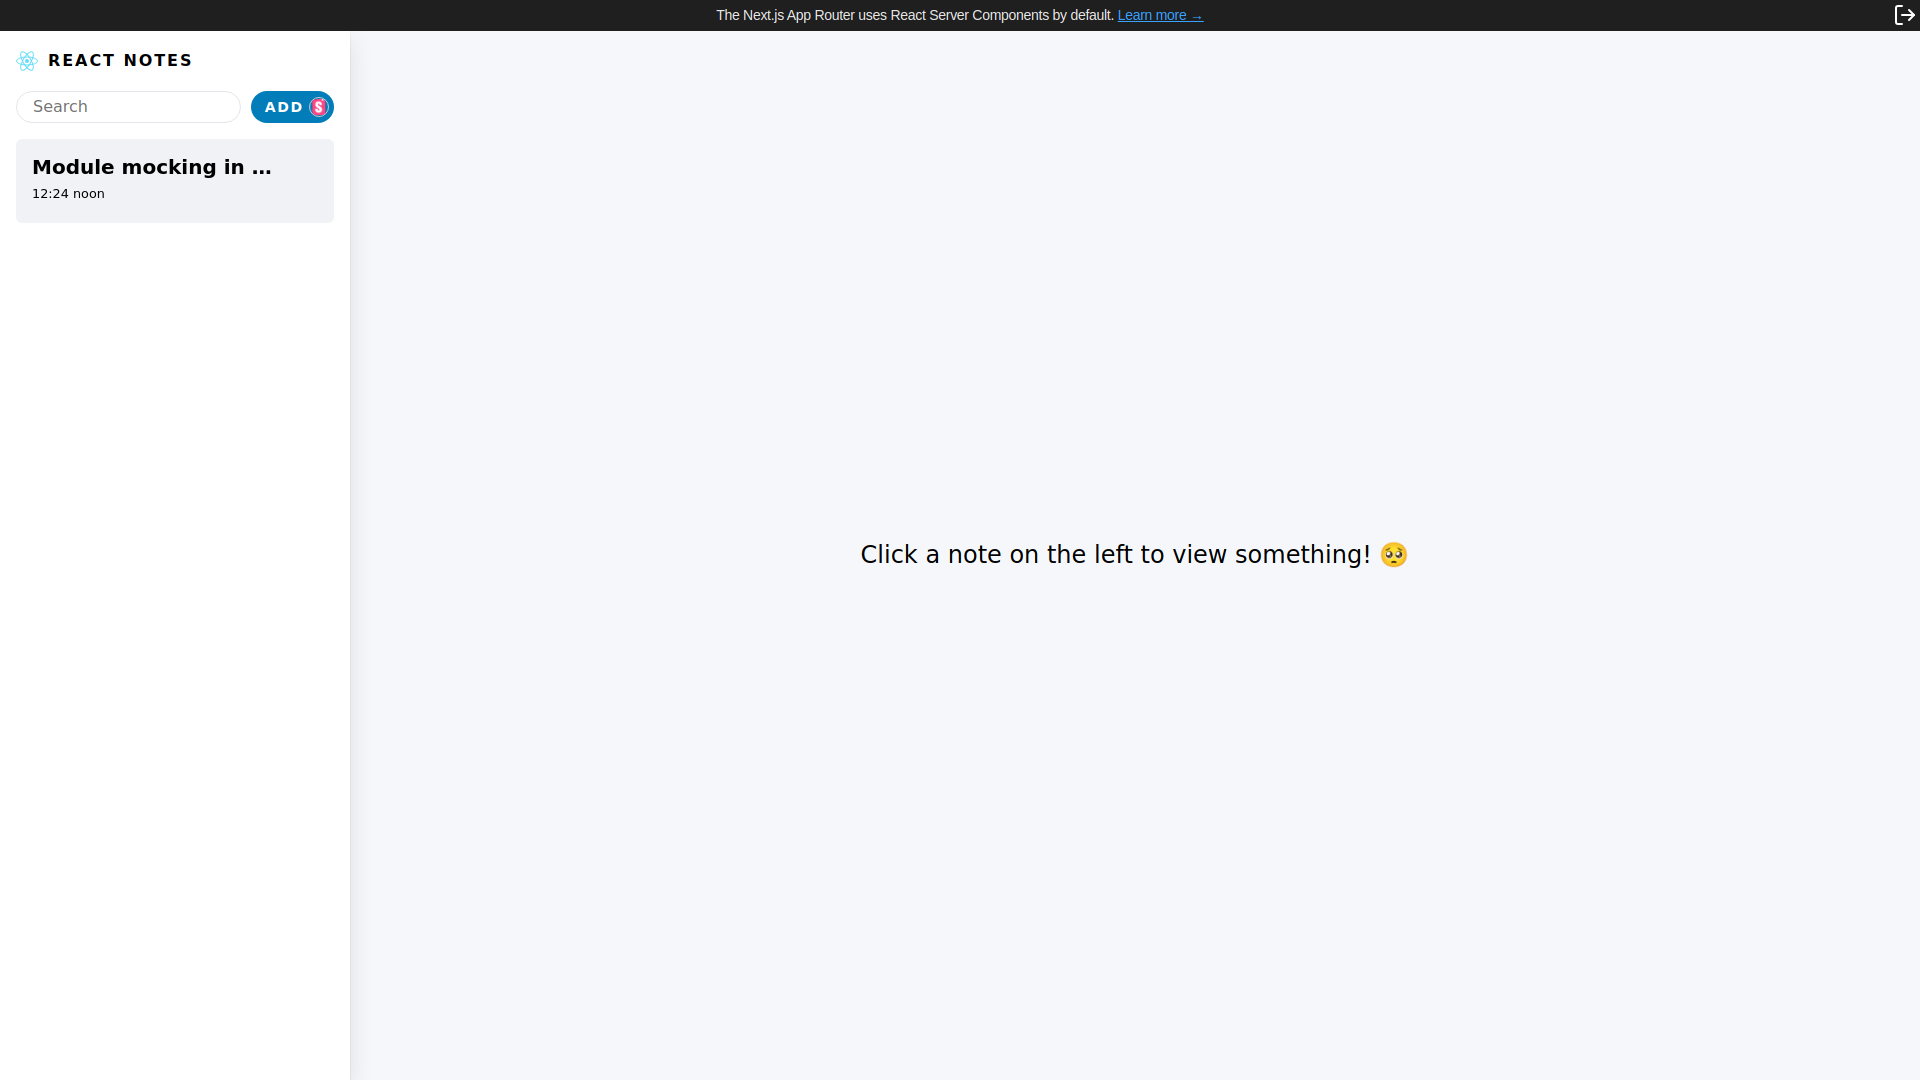 The Next.js App Router uses React Server Components by default. Learn more →
REACT NOTES
Search
ADD
S
Module mocking in ...
12:24 noon
Click a note on the left to view something! 🥺